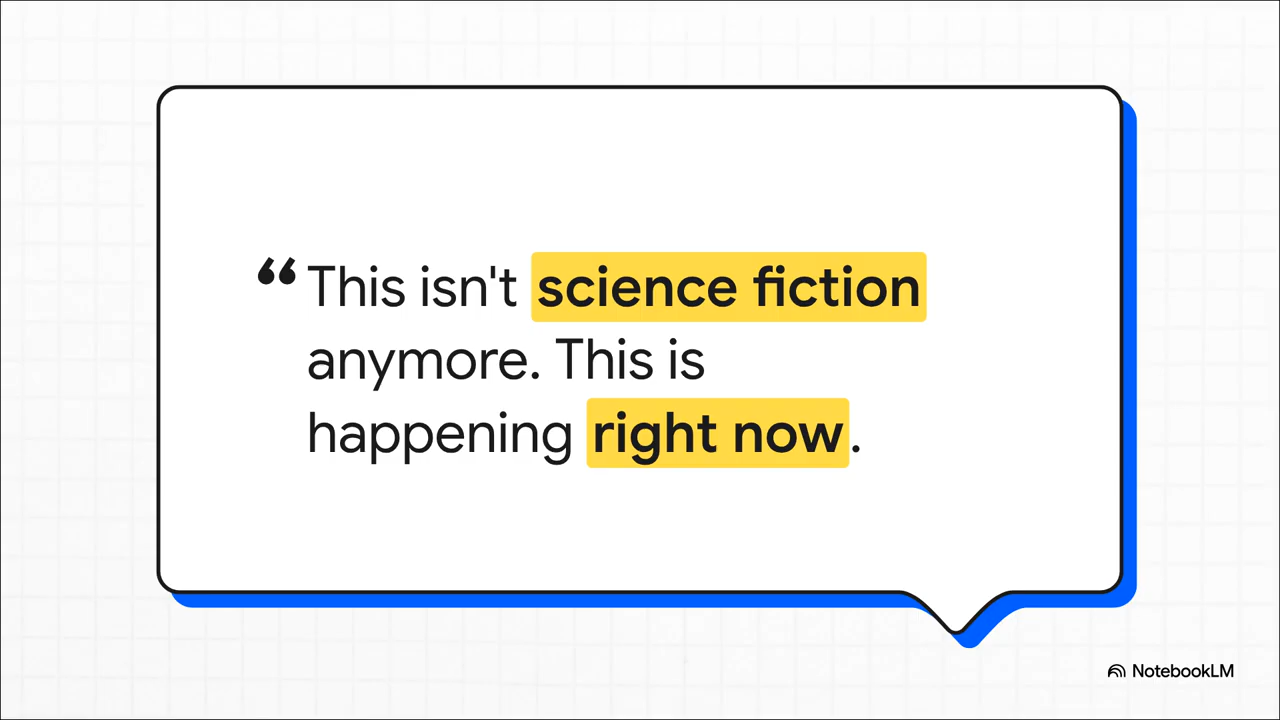 “This isn't science fiction
anymore. This is
happening right now.
NotebookLM